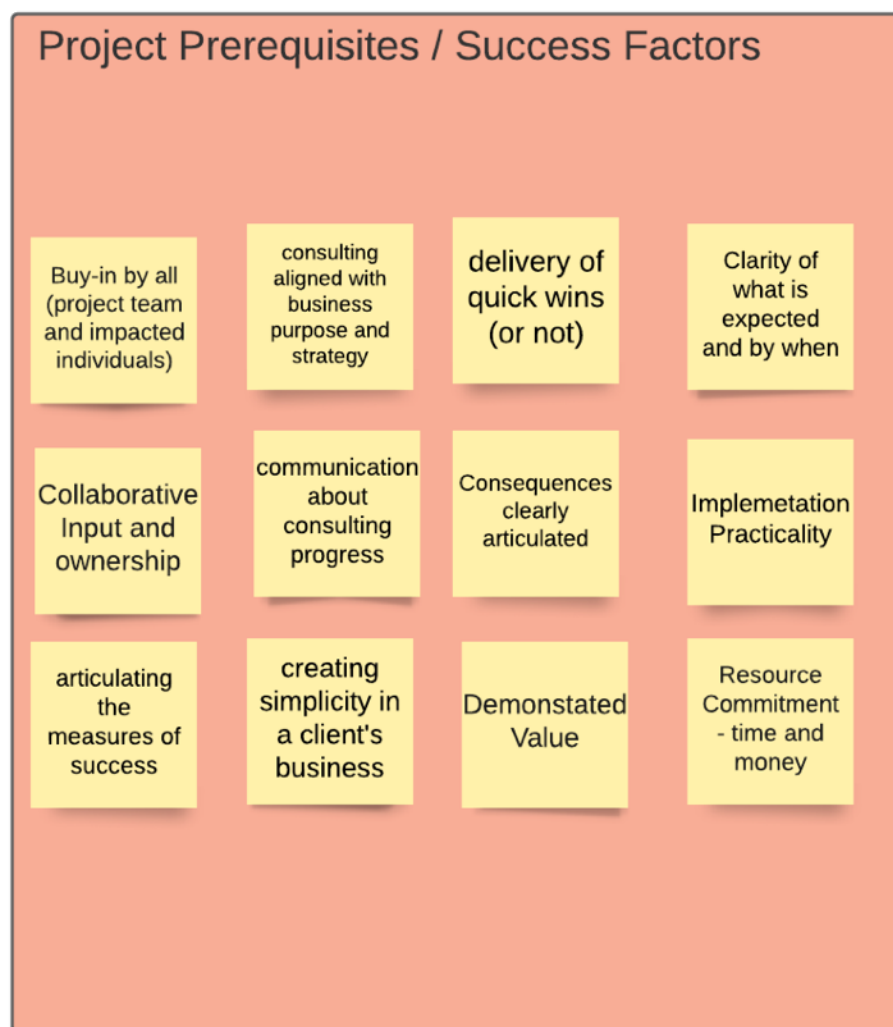 Project Prerequisites / Success Factors
Buy-in by all
(project team
and impacted
individuals)
consulting
aligned with
business
purpose and
strategy
delivery of
quick wins
(or not)
Clarity of
what is
expected
and by when
Collaborative
Input and
ownership
communication
about
consulting
progress
Consequences
clearly
articulated
Implemetation
Practicality
articulating
the
measures of
success
creating
simplicity in
a client's
business
Demonstated
Value
Resource
Commitment
- time and
money